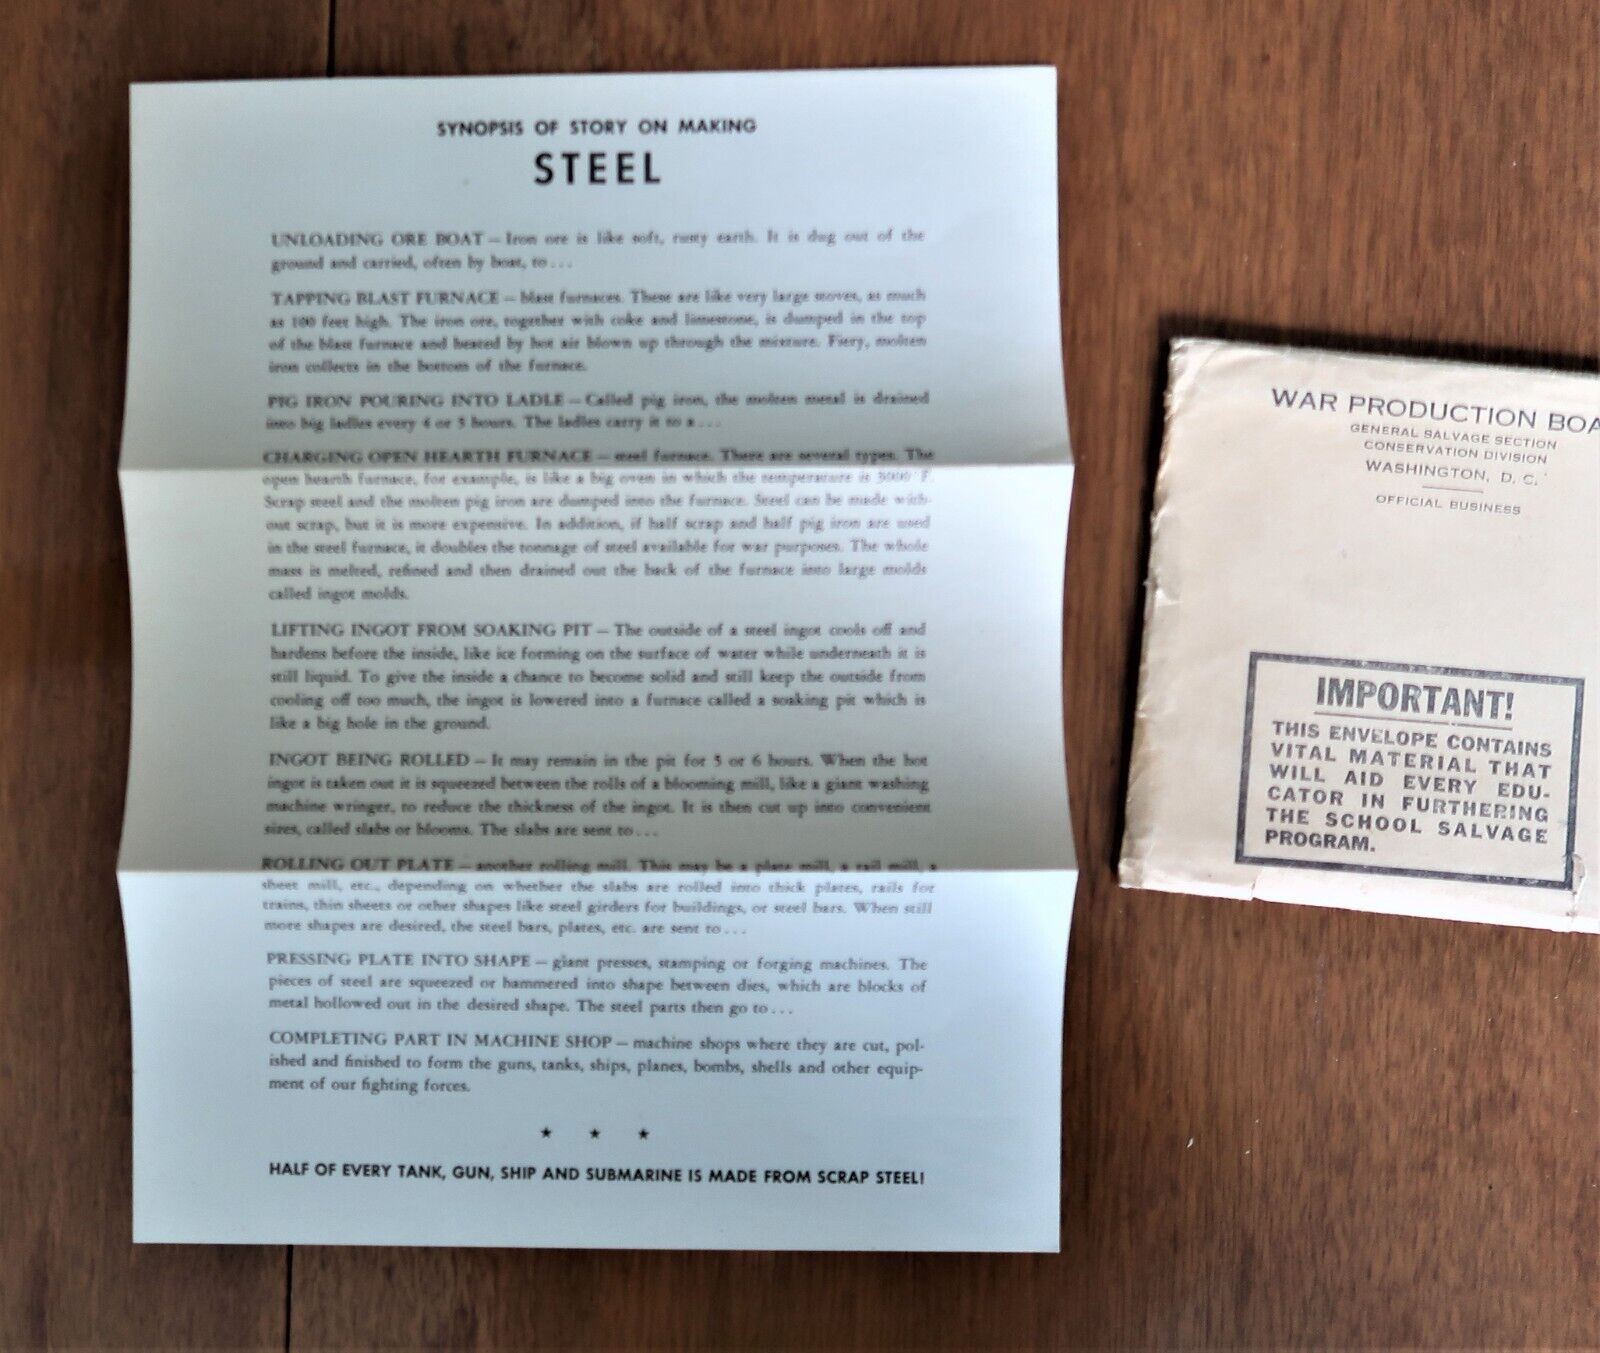 SYNOPSIS OF STORY ON MAKING
STEEL
UNLOADING ORE BOAT — Iron ore is like soft, rusty earth. It is dug out of the
ground and carried, often by boat, to . . .
TAPPING BLAST FURNACE — blast furnaces. These are like very large stoves, as much
as 100 feet high. The iron ore, together with coke and limestone, is dumped in the top
of the blast furnace and heated by hot air blown up through the mixture. Fiery, molten
iron collects in the bottom of the furnace.
PIG IRON POURING INTO LADLE — Called pig iron, the molten metal is drained
into big ladles every 4 or 5 hours. The ladles carry it to a . . .
CHARGING OPEN HEARTH FURNACE — steel furnace. There are several types. The
open hearth furnace, for example, is like a big oven in which the temperature is 3000° F.
Scrap steel and the molten pig iron are dumped into the furnace. Steel can be made with-
out scrap, but it is more expensive. In addition, if half scrap and half pig iron are used
in the steel furnace, it doubles the tonnage of steel available for war purposes. The whole
mass is melted, refined and then drained out the back of the furnace into large molds
called ingot molds.
LIFTING INGOT FROM SOAKING PIT — The outside of a steel ingot cools off and
hardens before the inside, like ice forming on the surface of water while underneath it is
still liquid. To give the inside a chance to become solid and still keep the outside from
cooling off too much, the ingot is lowered into a furnace called a soaking pit which is
like a big hole in the ground.
INGOT BEING ROLLED — It may remain in the pit for 5 or 6 hours. When the hot
ingot is taken out it is squeezed between the rolls of a blooming mill, like a giant washing
machine wringer, to reduce the thickness of the ingot. It is then cut up into convenient
sizes, called slabs or blooms. The slabs are sent to . . .
ROLLING OUT PLATE — another rolling mill. This may be a plate mill, a rail mill, a
sheet mill, etc., depending on whether the slabs are rolled into thick plates, rails for
trains, thin sheets or other shapes like steel girders for buildings, or steel bars. When still
more shapes are desired, the steel bars, plates, etc. are sent to . . .
PRESSING PLATE INTO SHAPE — giant presses, stamping or forging machines. The
pieces of steel are squeezed or hammered into shape between dies, which are blocks of
metal hollowed out in the desired shape. The steel parts then go to . . .
COMPLETING PART IN MACHINE SHOP — machine shops where they are cut, pol-
ished and finished to form the guns, tanks, ships, planes, bombs, shells and other equip-
ment of our fighting forces.
★ ★ ★
HALF OF EVERY TANK, GUN, SHIP AND SUBMARINE IS MADE FROM SCRAP STEEL!
WAR PRODUCTION BOA
GENERAL SALVAGE SECTION
CONSERVATION DIVISION
WASHINGTON, D. C.
OFFICIAL BUSINESS
IMPORTANT!
THIS ENVELOPE CONTAINS
VITAL MATERIAL THAT
WILL AID EVERY EDU-
CATOR IN FURTHERING
THE SCHOOL SALVAGE
PROGRAM.